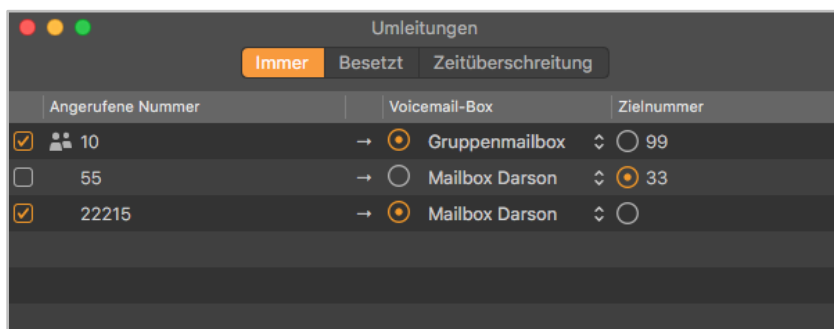 Umleitungen
Immer Besetzt Zeitüberschreitung
Angerufene Nummer Voicemail-Box Zielnummer
10 → Gruppenmailbox 99
55 → Mailbox Darson 33
22215 → Mailbox Darson